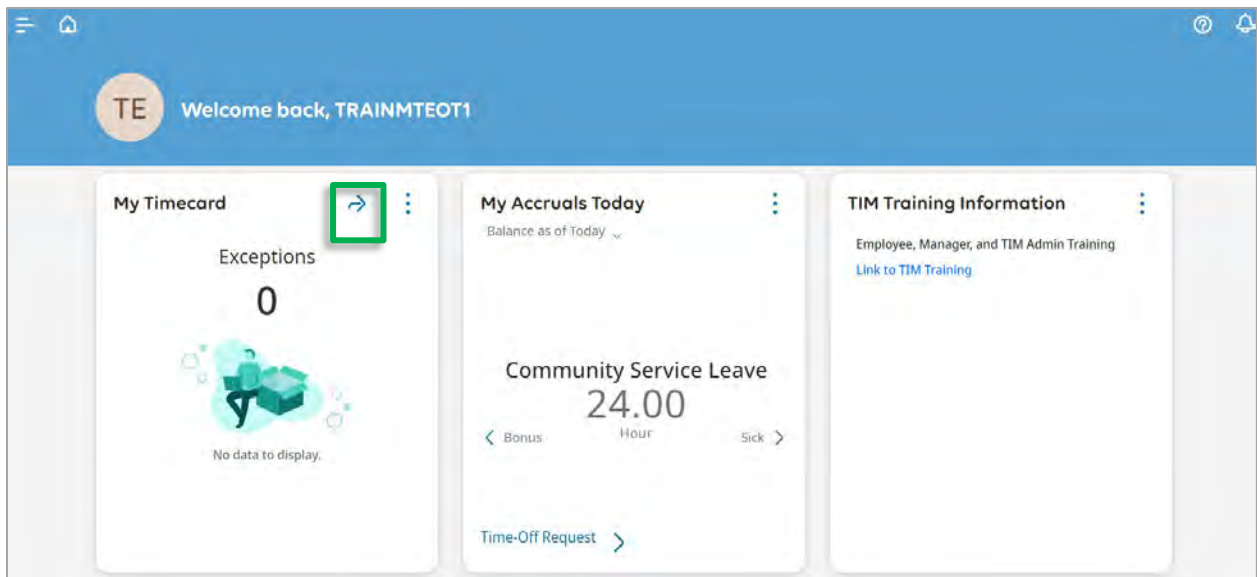 TE
Welcome back, TRAINMTEOT1
My Timecard
Exceptions
0
No data to display.
My Accruals Today
Balance as of Today
Community Service Leave
24.00
Hour
Bonus
Sick
Time-Off Request
TIM Training Information
Employee, Manager, and TIM Admin Training
Link to TIM Training